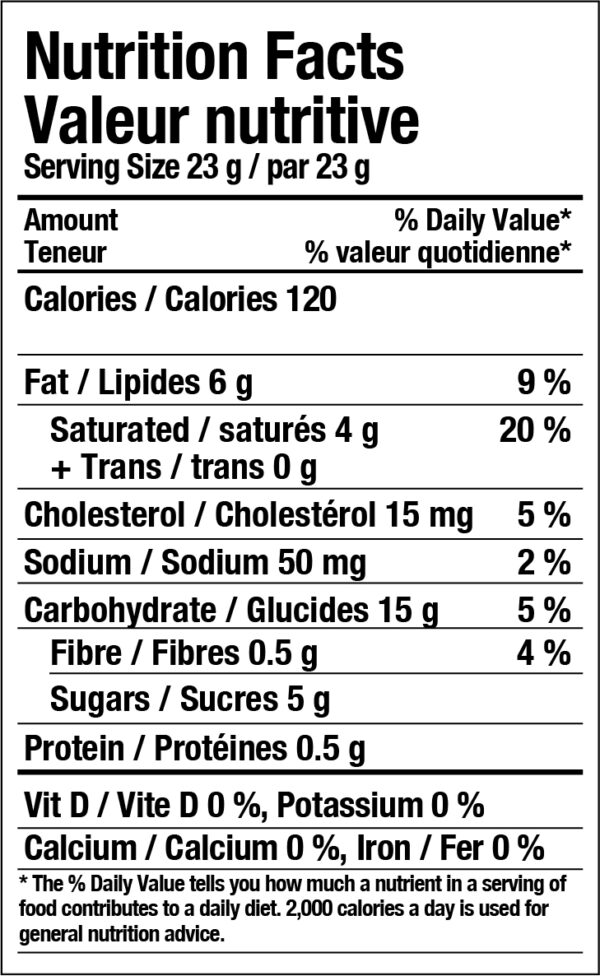 Nutrition Facts
Valeur nutritive
Serving Size 23 g / par 23 g
Amount % Daily Value*
Teneur % valeur quotidienne*
Calories / Calories 120
Fat / Lipides 6 g 9 %
Saturated / saturés 4 g 20 %
+ Trans / trans 0 g
Cholesterol / Cholestérol 15 mg 5 %
Sodium / Sodium 50 mg 2 %
Carbohydrate / Glucides 15 g 5 %
Fibre / Fibres 0.5 g 4 %
Sugars / Sucres 5 g
Protein / Protéines 0.5 g
Vit D / Vite D 0 %, Potassium 0 %
Calcium / Calcium 0 %, Iron / Fer 0 %
* The % Daily Value tells you how much a nutrient in a serving of
food contributes to a daily diet. 2,000 calories a day is used for
general nutrition advice.